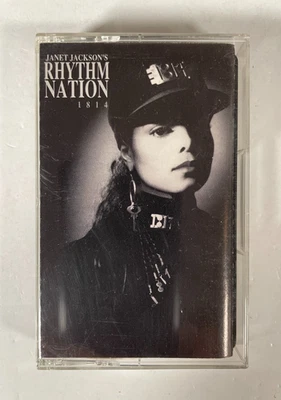 JANET JACKSON'S
RHYTHM
NATION
1814